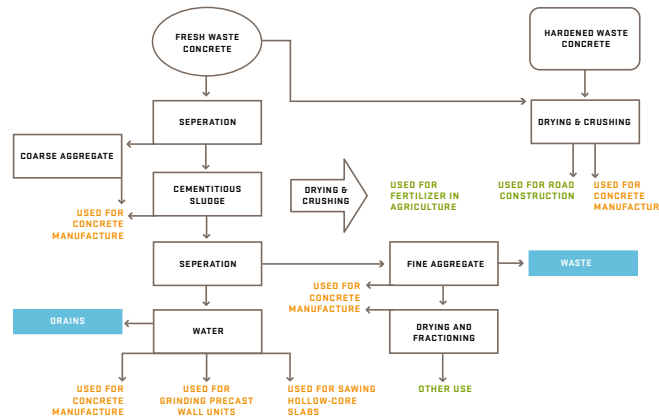 FRESH WASTE
CONCRETE
HARDENED WASTE
CONCRETE
SEPERATION
DRYING & CRUSHING
COARSE AGGREGATE
CEMENTITIOUS
SLUDGE
DRYING &
CRUSHING
USED FOR
FERTILIZER IN
AGRICULTURE
USED FOR ROAD
CONSTRUCTION
USED FOR
CONCRETE
MANUFACTUR
USED FOR
CONCRETE
MANUFACTURE
SEPERATION
FINE AGGREGATE
WASTE
USED FOR
CONCRETE
MANUFACTURE
DRAINS
WATER
DRYING AND
FRACTIONING
USED FOR
CONCRETE
MANUFACTURE
USED FOR
GRINDING PRECAST
WALL UNITS
USED FOR SAWING
HOLLOW-CORE
SLABS
OTHER USE